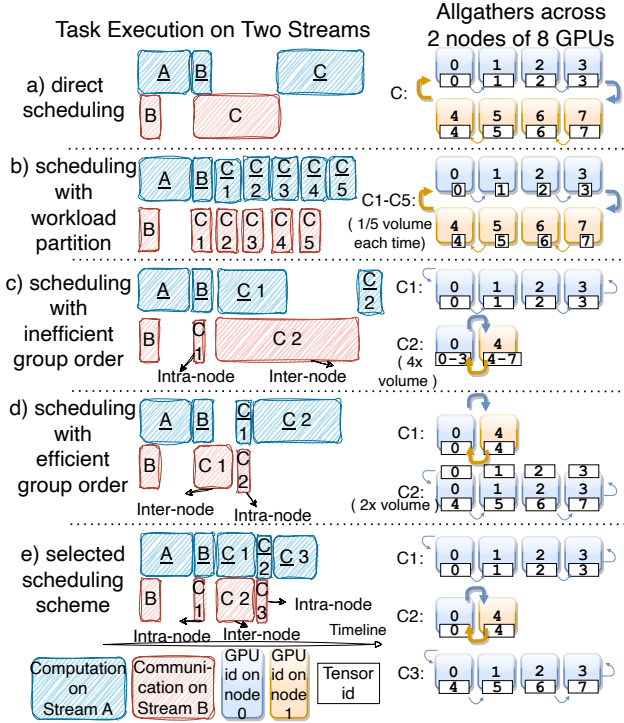 Task Execution on Two Streams
Allgathers across
2 nodes of 8 GPUs
a) direct
scheduling
A
B
C
B
C
C:
0 1 2 3
0 1 2 3
4 5 6 7
4 5 6 7
b) scheduling
with
workload
partition
A
B
C C C C C
1 2 3 4 5
B
C C C C C
1 2 3 4 5
C1-C5:
( 1/5 volume
each time)
0 1 2 3
0 1 2 3
4 5 6 7
4 5 6 7
c) scheduling
with
inefficient
group order
A
B
C 1
C
2
B
C
1
C 2
Intra-node
Inter-node
C1:
0 1 2 3
0 1 2 3
C2:
( 4x
volume)
0 4
0-3 4-7
d) scheduling
with
efficient
group order
A
B
C
1
C 2
B
C 1
C
2
Inter-node
Intra-node
C1:
0 4
0 4
C2:
( 2x volume)
0 1 2 3
0 1 2 3
4 5 6 7
e) selected
scheduling
scheme
A
B
C 1
C
2
C 3
B
C
1
C 2
C
3
Intra-node
Intra-node
Inter-node
Timeline
C1:
0 1 2 3
0 1 2 3
C2:
0 4
0 4
C3:
0 1 2 3
4 5 6 7
Computation
on
Stream A
Communi-
cation on
Stream B
GPU
id on
node
0
GPU
id on
node
1
Tensor
id